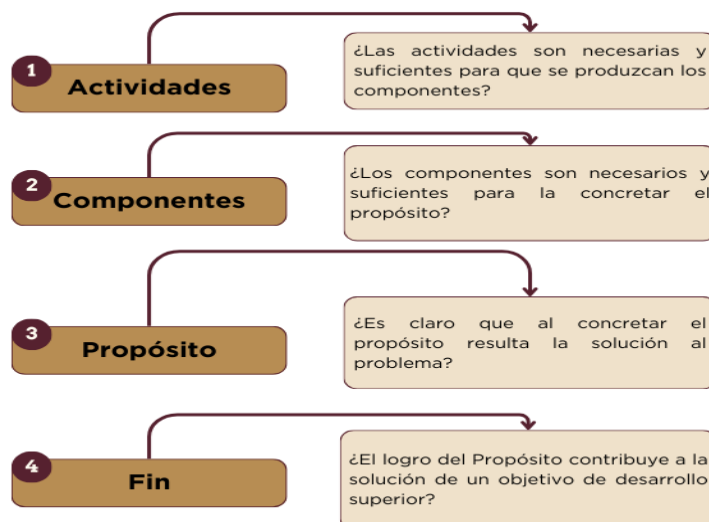 1
Actividades
¿Las actividades son necesarias y
suficientes para que se produzcan los
componentes?
2
Componentes
¿Los componentes son necesarios y
suficientes para la concretar el
propósito?
3
Propósito
¿Es claro que al concretar el
propósito resulta la solución al
problema?
4
Fin
¿El logro del Propósito contribuye a la
solución de un objetivo de desarrollo
superior?